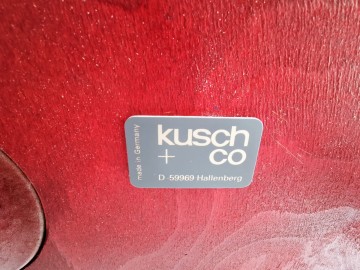 made in Germany
kusch
+ co
D-59969 Hallenberg